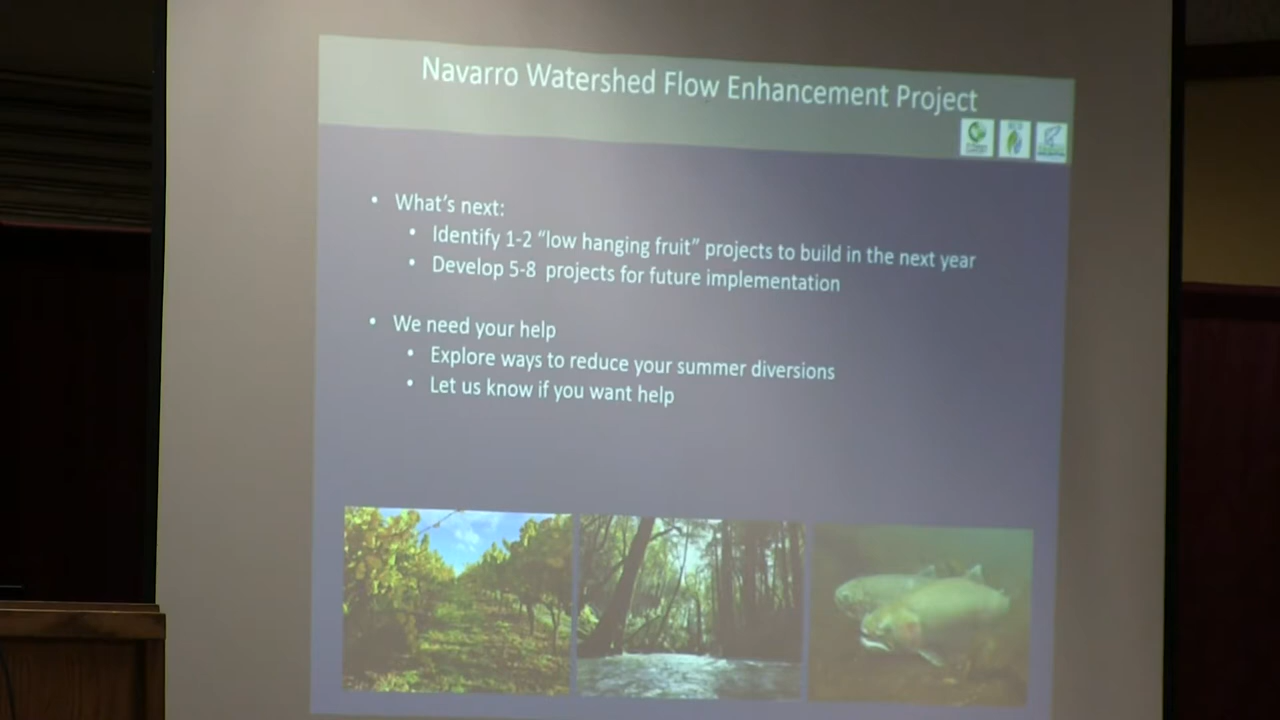 Navarro Watershed Flow Enhancement Project
• What's next:
• Identify 1-2 “low hanging fruit” projects to build in the next year
• Develop 5-8 projects for future implementation
• We need your help
• Explore ways to reduce your summer diversions
• Let us know if you want help